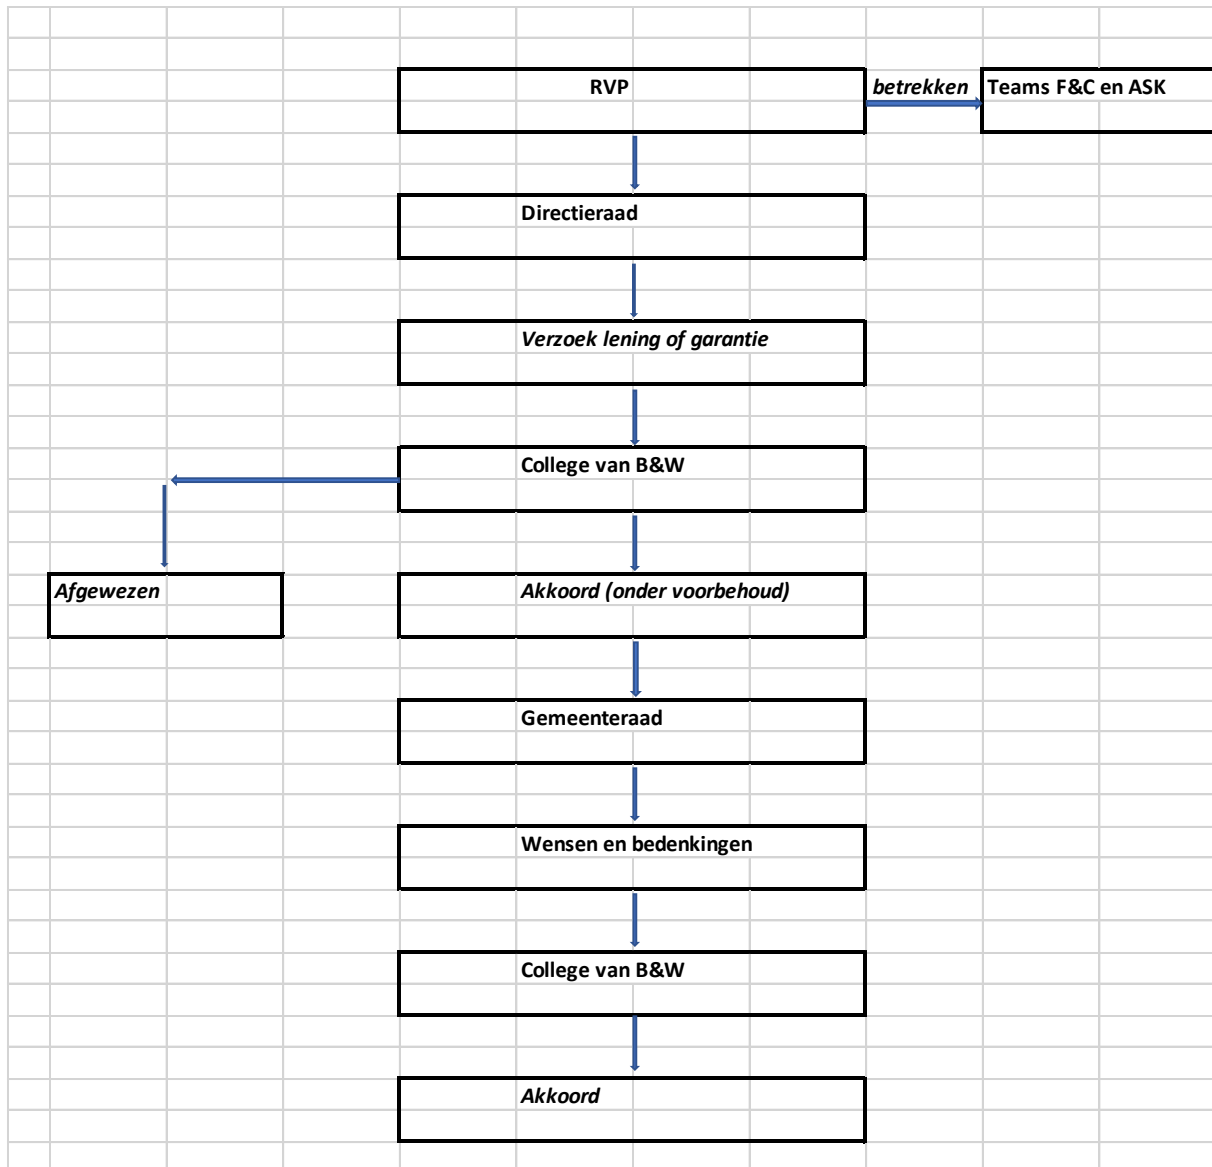 RVP
betrekken
Teams F&C en ASK
Directieraad
Verzoek lening of garantie
College van B&W
Afgewezen
Akkoord (onder voorbehoud)
Gemeenteraad
Wensen en bedenkingen
College van B&W
Akkoord